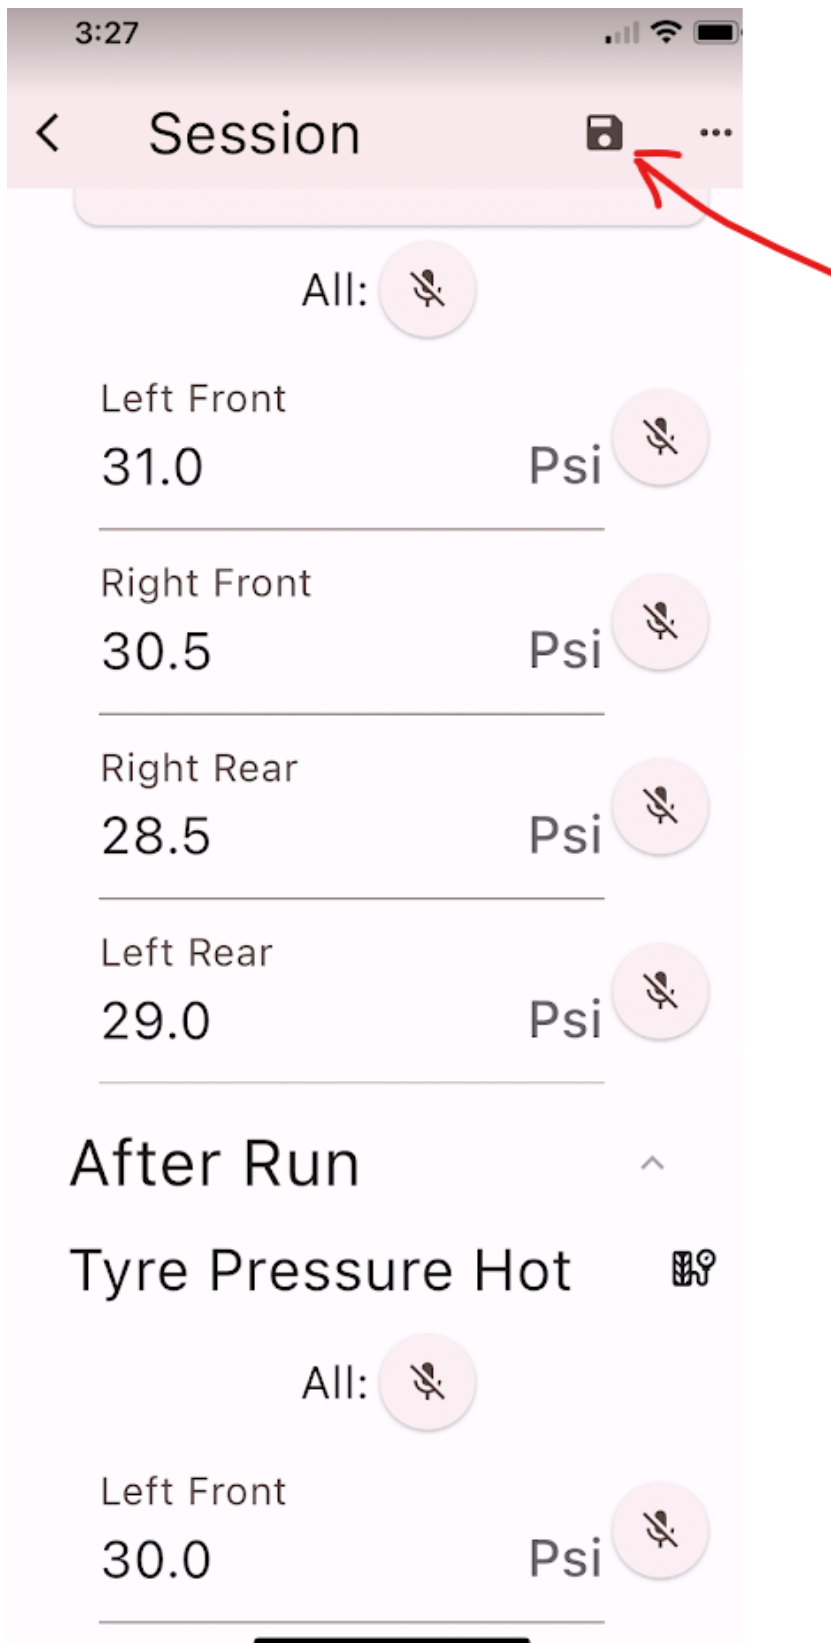 3:27
Session
All:
Left Front
31.0 Psi
Right Front
30.5 Psi
Right Rear
28.5 Psi
Left Rear
29.0 Psi
After Run
Tyre Pressure Hot
All:
Left Front
30.0 Psi